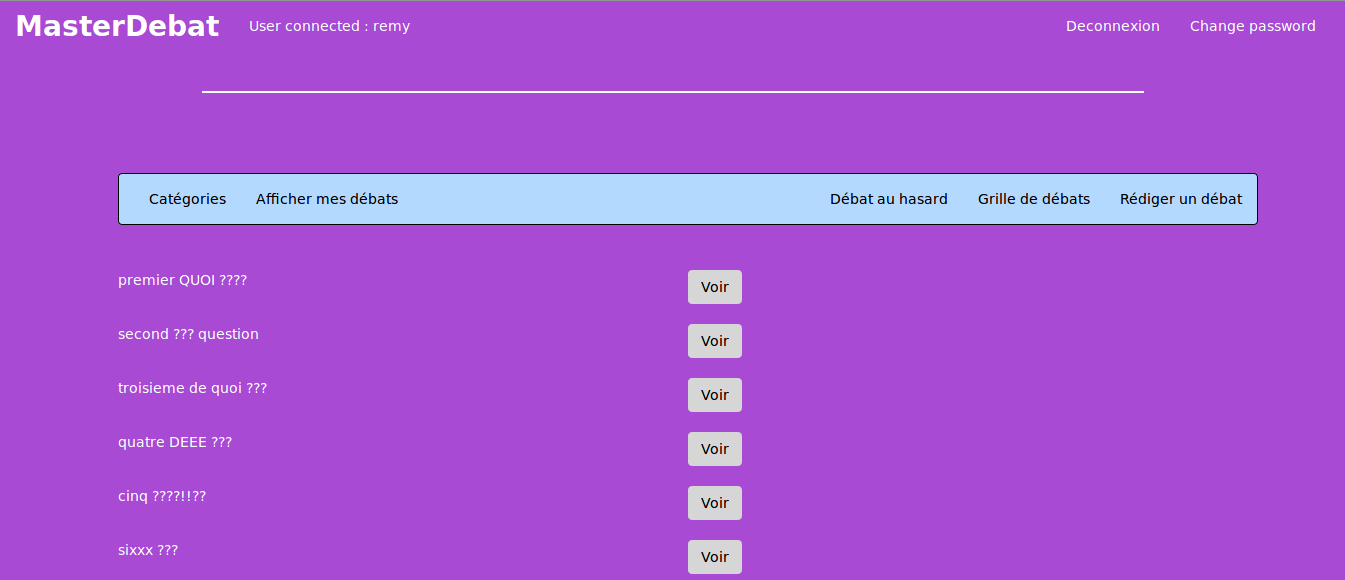 MasterDebat User connected : remy Deconnexion Change password
Catégories Afficher mes débats Débat au hasard Grille de débats Rédiger un débat
premier QUOI ???? Voir
second ??? question Voir
troisieme de quoi ??? Voir
quatre DEEE ??? Voir
cinq ????!!?? Voir
sixxx ??? Voir